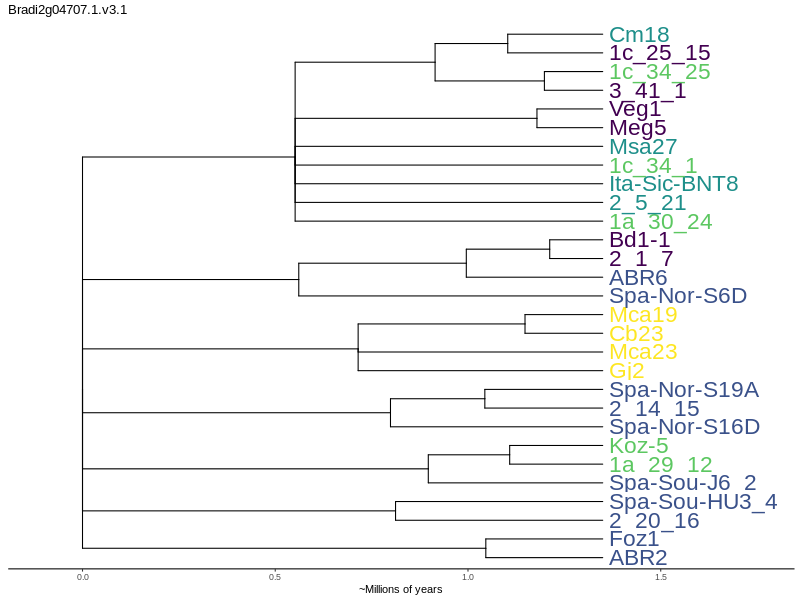 Bradi2g04707.1.v3.1
Cm18
1c_25_15
1c_34_25
3_41_1
Veg1
Meg5
Msa27
1c_34_1
Ita-Sic-BNT8
2_5_21
1a_30_24
Bd1-1
2_1_7
ABR6
Spa-Nor-S6D
Mca19
Cb23
Mca23
Gj2
Spa-Nor-S19A
2_14_15
Spa-Nor-S16D
Koz-5
1a_29_12
Spa-Sou-J6_2
Spa-Sou-HU3_4
2_20_16
Foz1
ABR2
0.0 0.5 1.0 1.5
~Millions of years